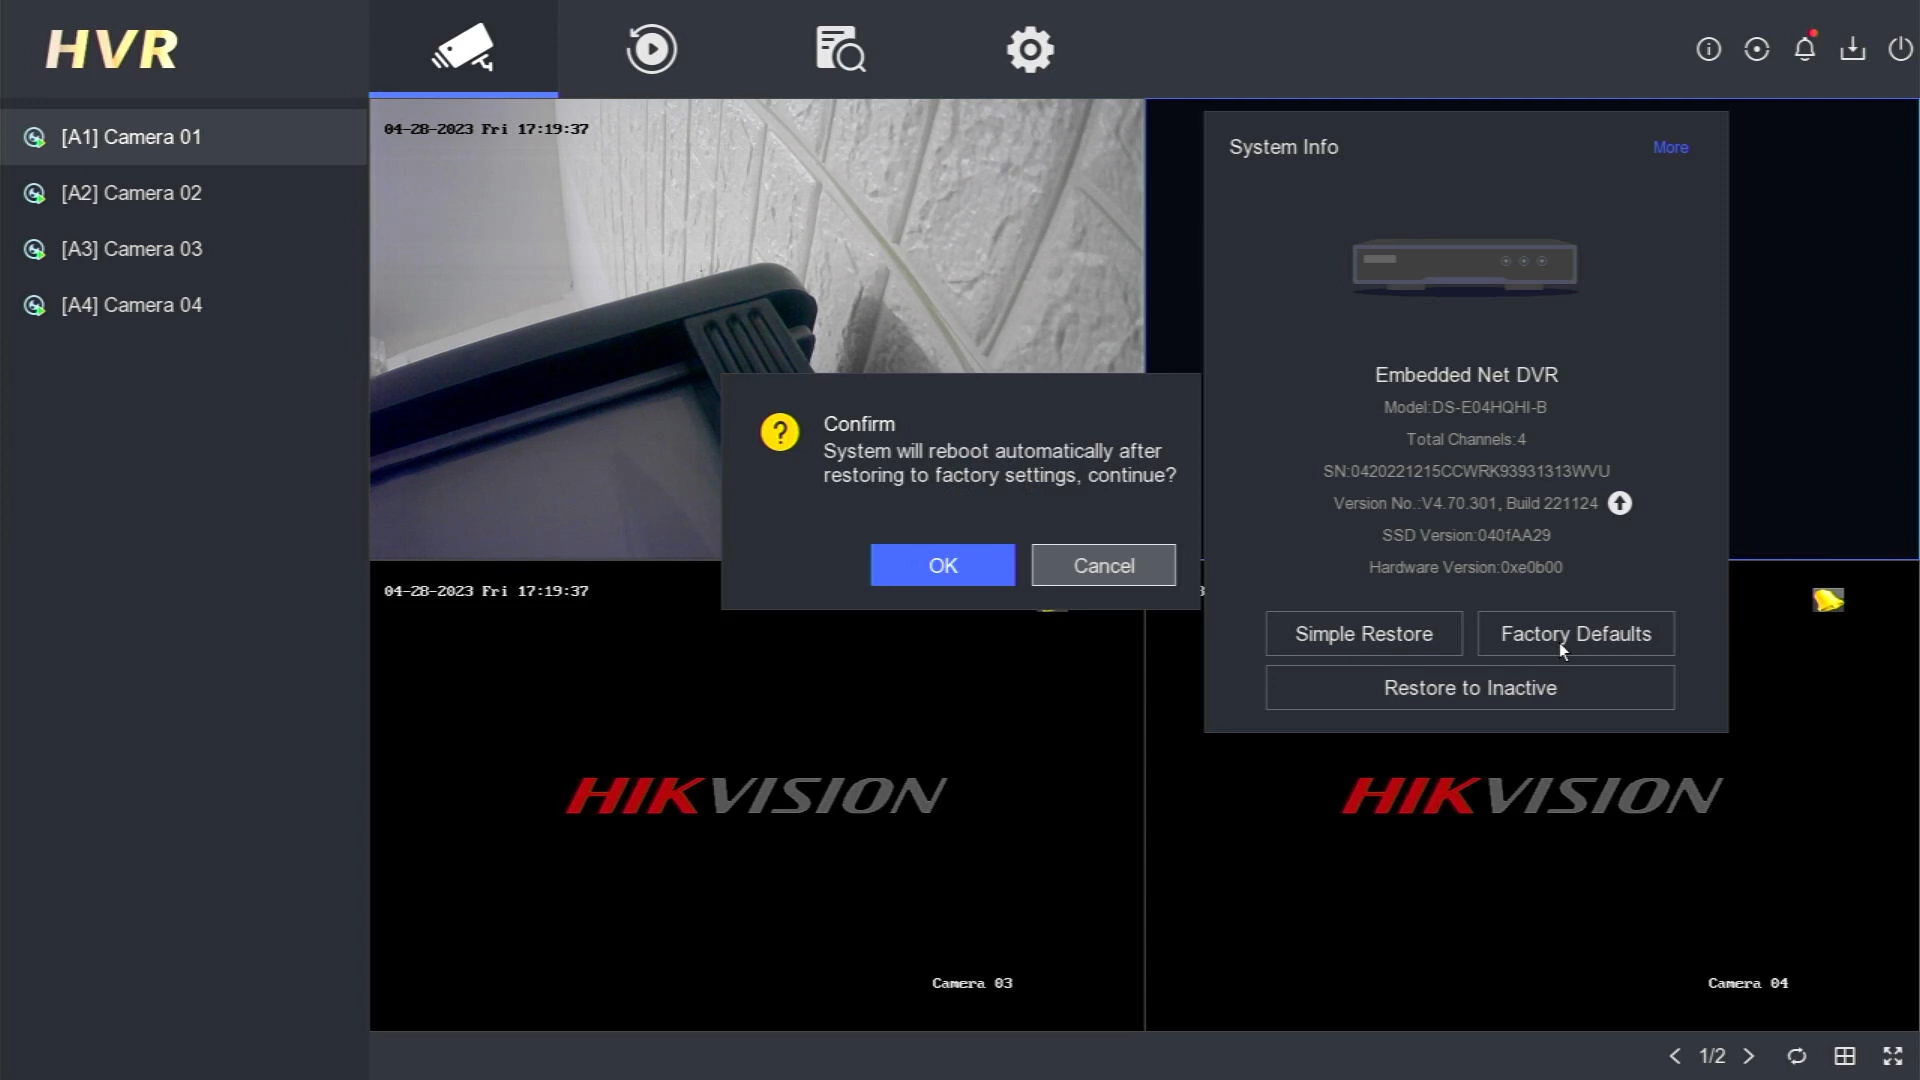 HVR
[A1] Camera 01
[A2] Camera 02
[A3] Camera 03
[A4] Camera 04
04-28-2023 Fri 17:19:37
System Info
More
Embedded Net DVR
Model:DS-E04HQHI-B
Total Channels:4
SN:0420221215CCWRK93931313WVU
Version No.:V4.70.301, Build 221124
SSD Version:040fAA29
Hardware Version:0xe0b00
Simple Restore
Factory Defaults
Restore to Inactive
?
Confirm
System will reboot automatically after
restoring to factory settings, continue?
OK
Cancel
04-28-2023 Fri 17:19:37
HIKVISION
Camera 03
HIKVISION
Camera 04
1/2